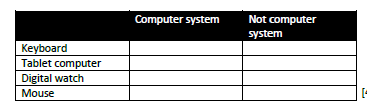 Computer system Not computer
system
Keyboard
Tablet computer
Digital watch
Mouse